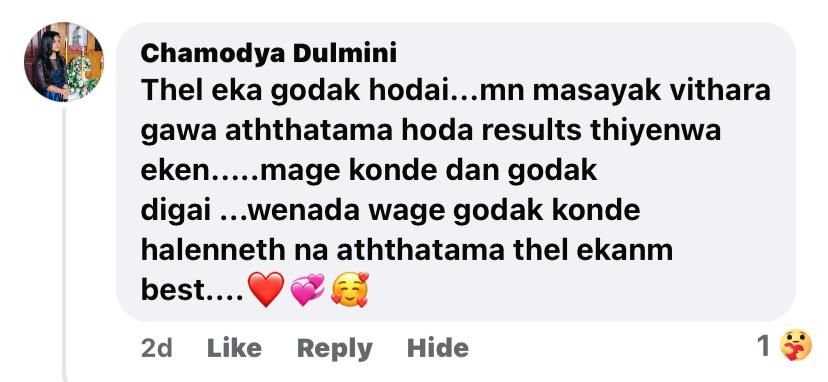 Chamodya Dulmini
Thel eka godak hodai...mn masayak vithara
gawa aththatama hoda results thiyenwa
eken.....mage konde dan godak
digai ...wenada wage godak konde
halenneth na aththatama thel ekanm
best....❤️💞🥰
2d Like Reply Hide 1